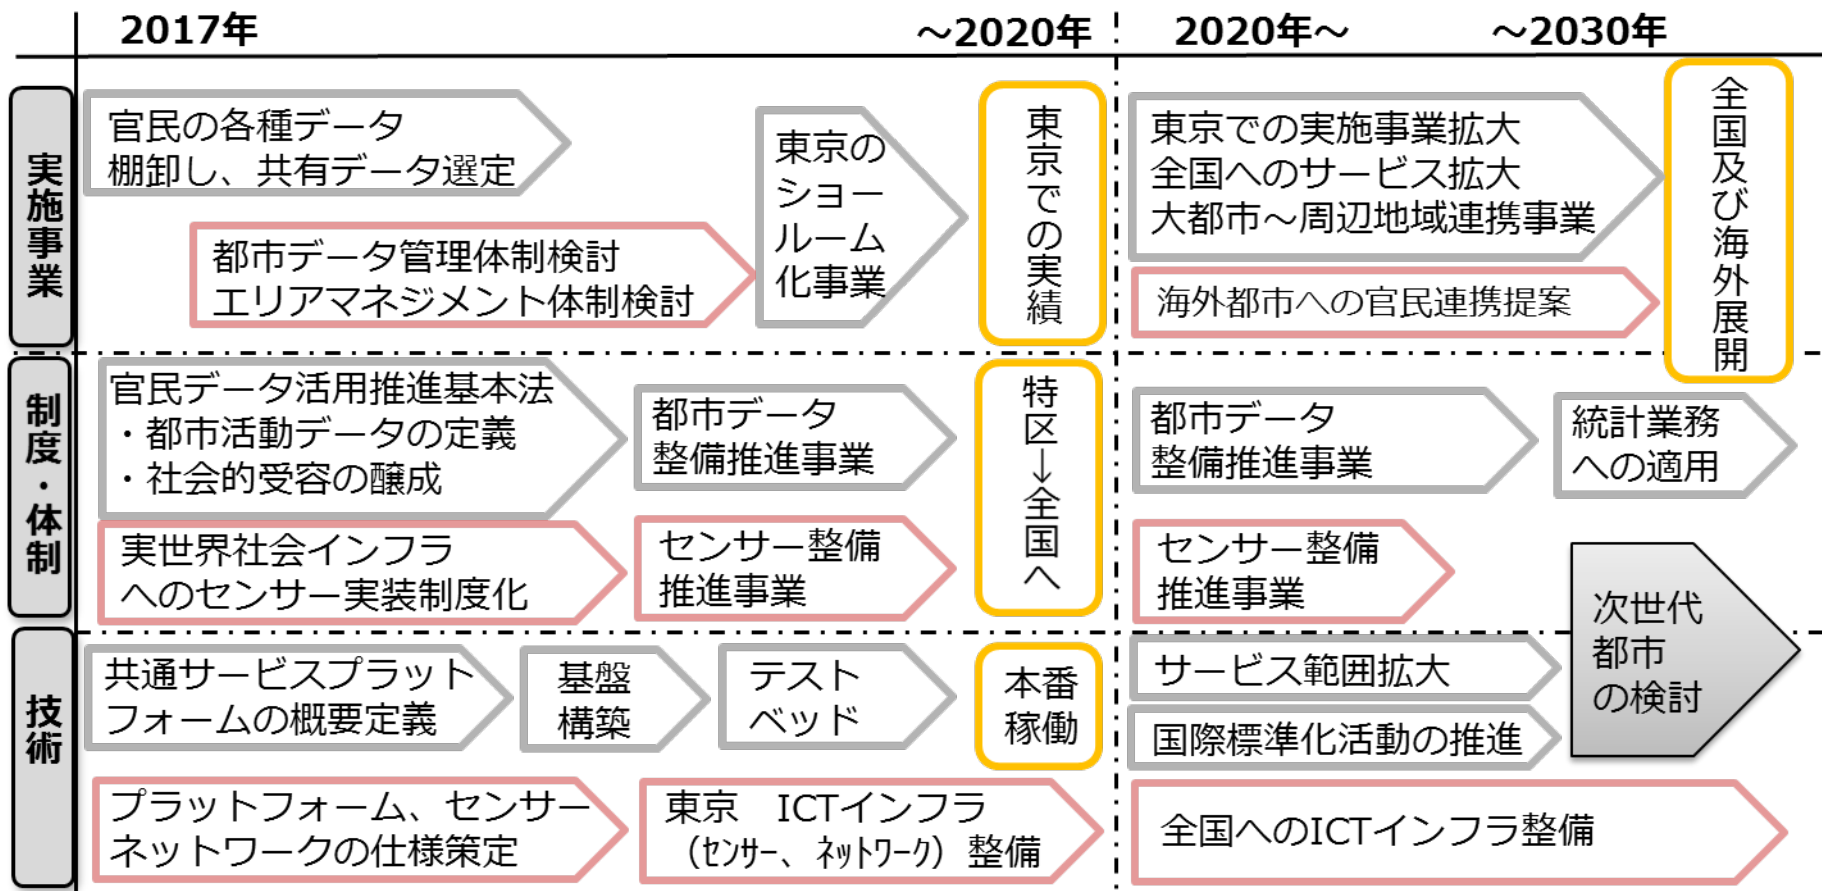 2017年
～2020年
2020年～
～2030年
実施事業
官民の各種データ
棚卸し、共有データ選定
都市データ管理体制検討
エリアマネジメント体制検討
東京の
ショー
ルーム
化事業
東京での実績
東京での実施事業拡大
全国へのサービス拡大
大都市～周辺地域連携事業
海外都市への官民連携提案
全国及び海外展開
制度・体制
官民データ活用推進基本法
・都市活動データの定義
・社会的受容の醸成
実世界社会インフラ
へのセンサー実装制度化
都市データ
整備推進事業
センサー整備
推進事業
特区→全国へ
都市データ
整備推進事業
統計業務
への適用
センサー整備
推進事業
次世代
都市
の検討
技術
共通サービスプラット
フォームの概要定義
基盤
構築
テスト
ベッド
本番
稼働
サービス範囲拡大
国際標準化活動の推進
プラットフォーム、センサー
ネットワークの仕様策定
東京　ICTインフラ
（ｾﾝｻｰ、ﾈｯﾄﾜｰｸ）整備
全国へのICTインフラ整備